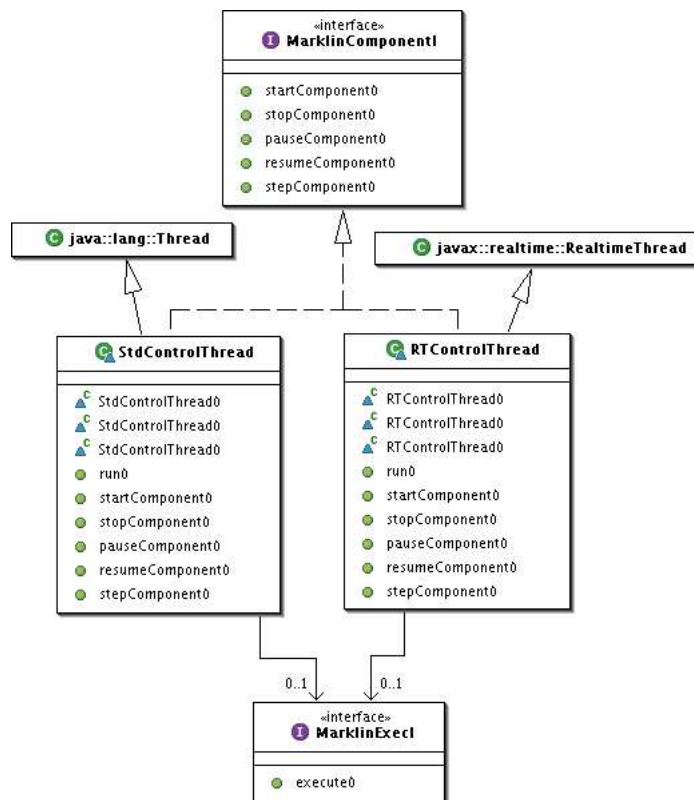 «interface»
MarklinComponentI
startComponent()
stopComponent()
pauseComponent()
resumeComponent()
stepComponent()
java::lang::Thread
javax::realtime::RealtimeThread
StdControlThread
StdControlThread()
StdControlThread()
StdControlThread()
run()
startComponent()
stopComponent()
pauseComponent()
resumeComponent()
stepComponent()
RTControlThread
RTControlThread()
RTControlThread()
RTControlThread()
run()
startComponent()
stopComponent()
pauseComponent()
resumeComponent()
stepComponent()
0..1
0..1
«interface»
MarklinExecI
execute()